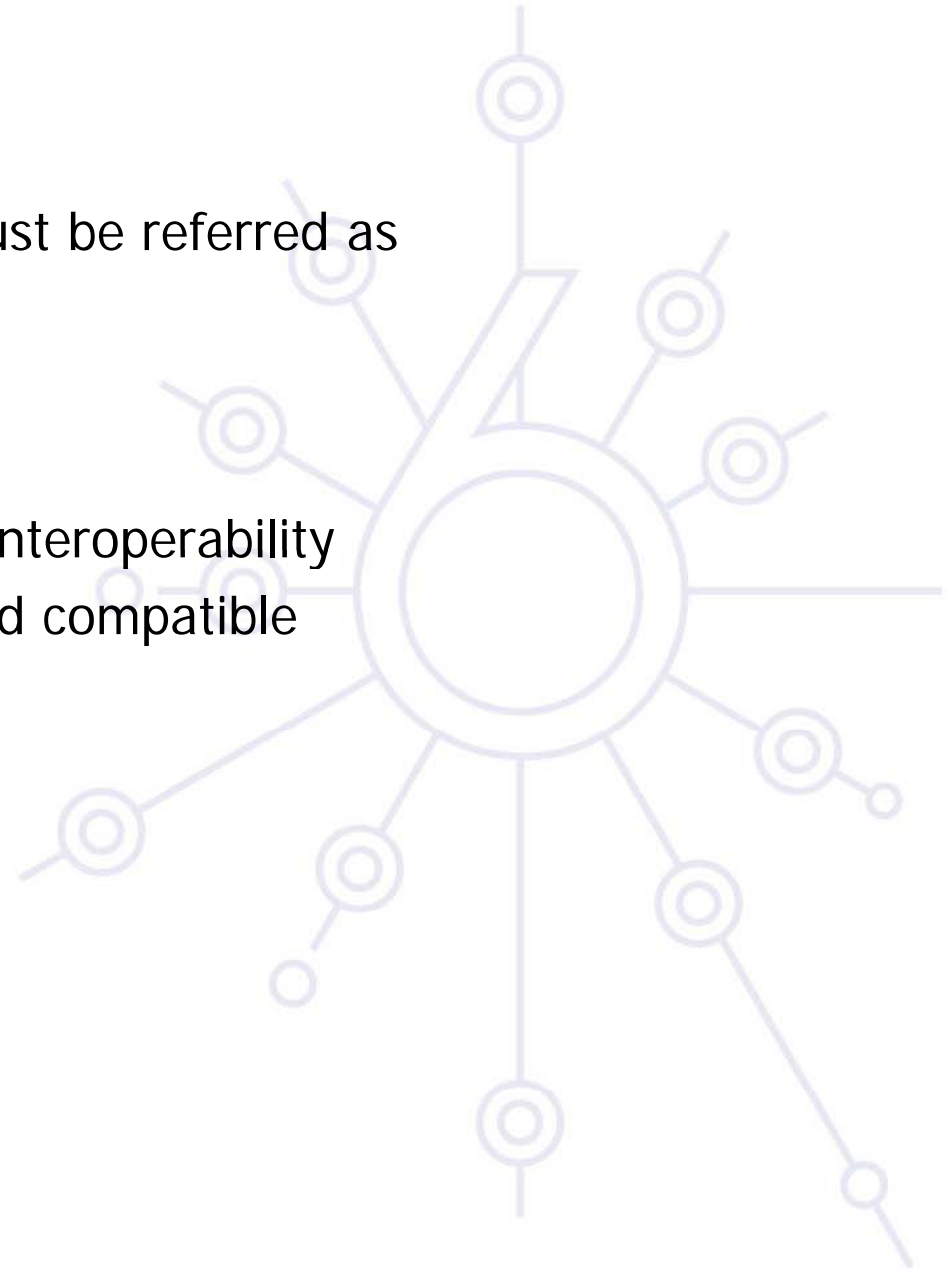 ust be referred as
nteroperability
d compatible